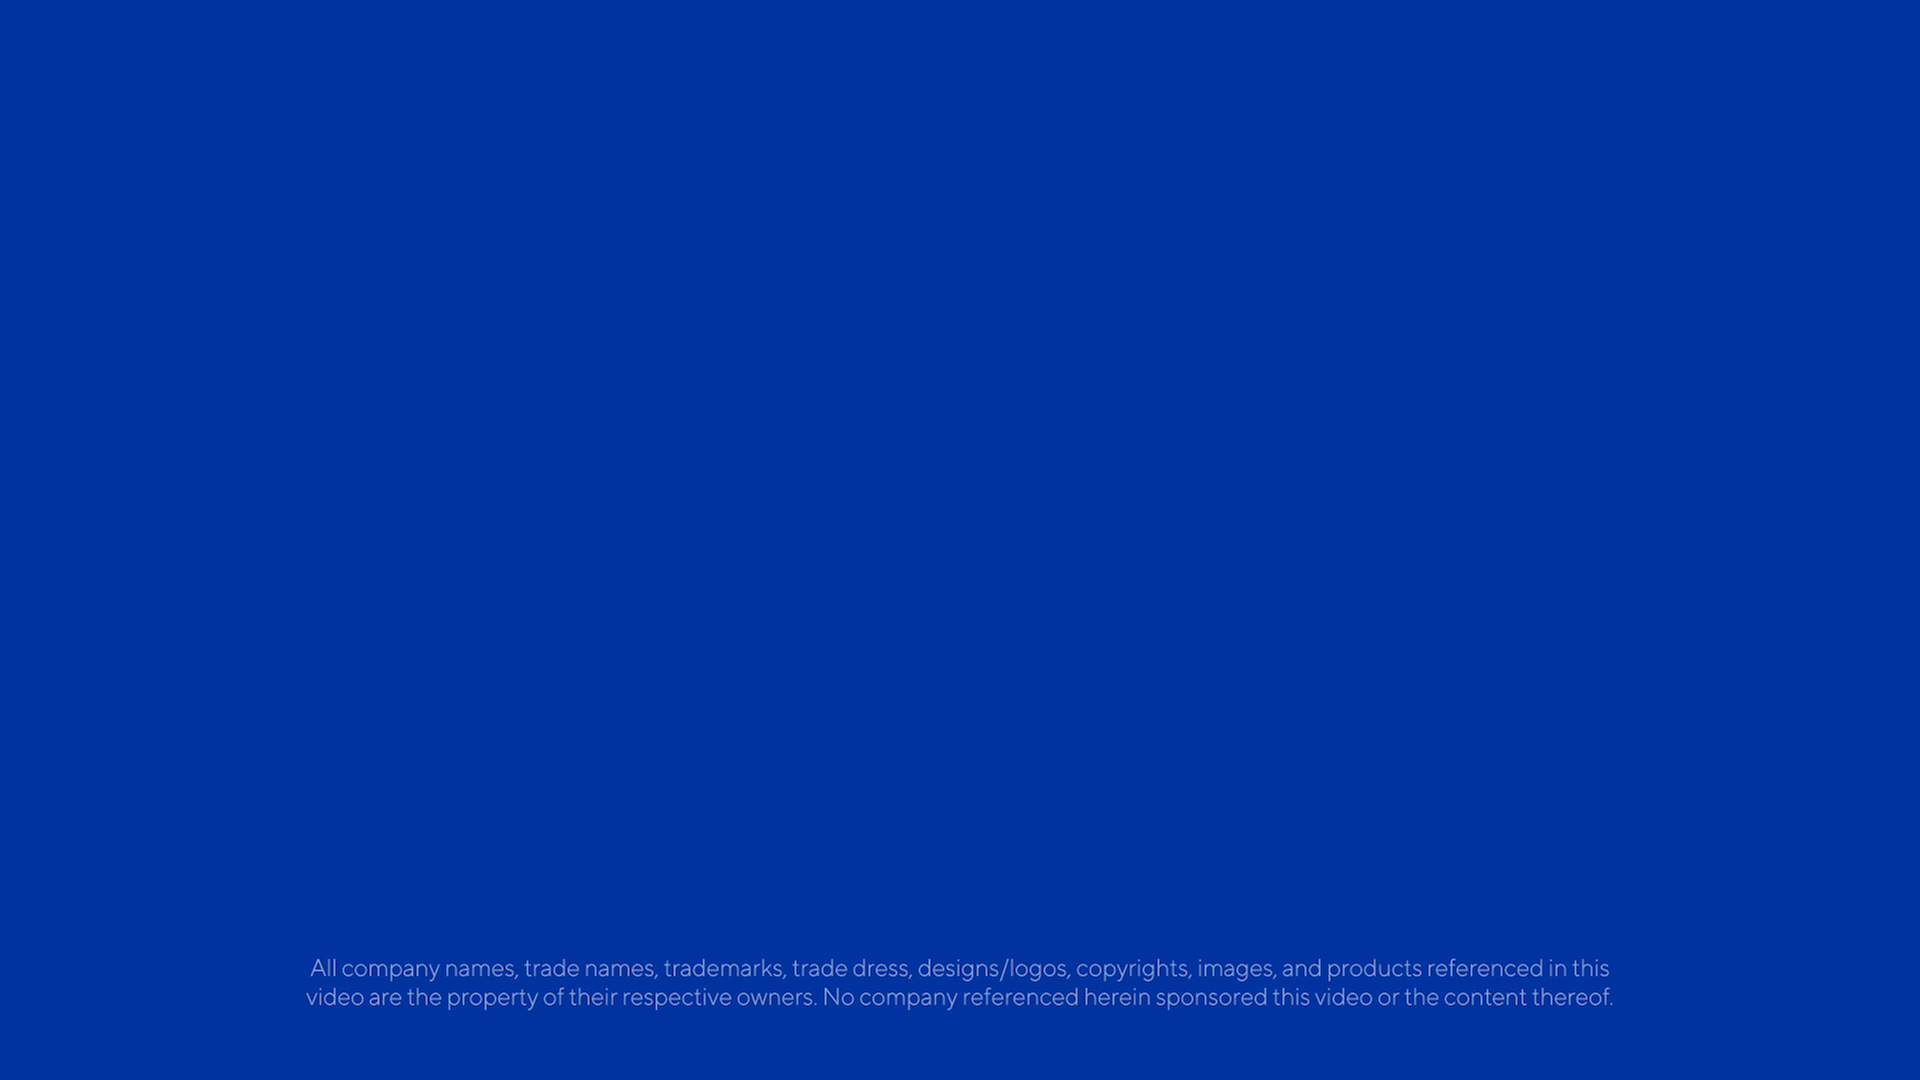 All company names, trade names, trademarks, trade dress, designs/logos, copyrights, images, and products referenced in this
video are the property of their respective owners. No company referenced herein sponsored this video or the content thereof.